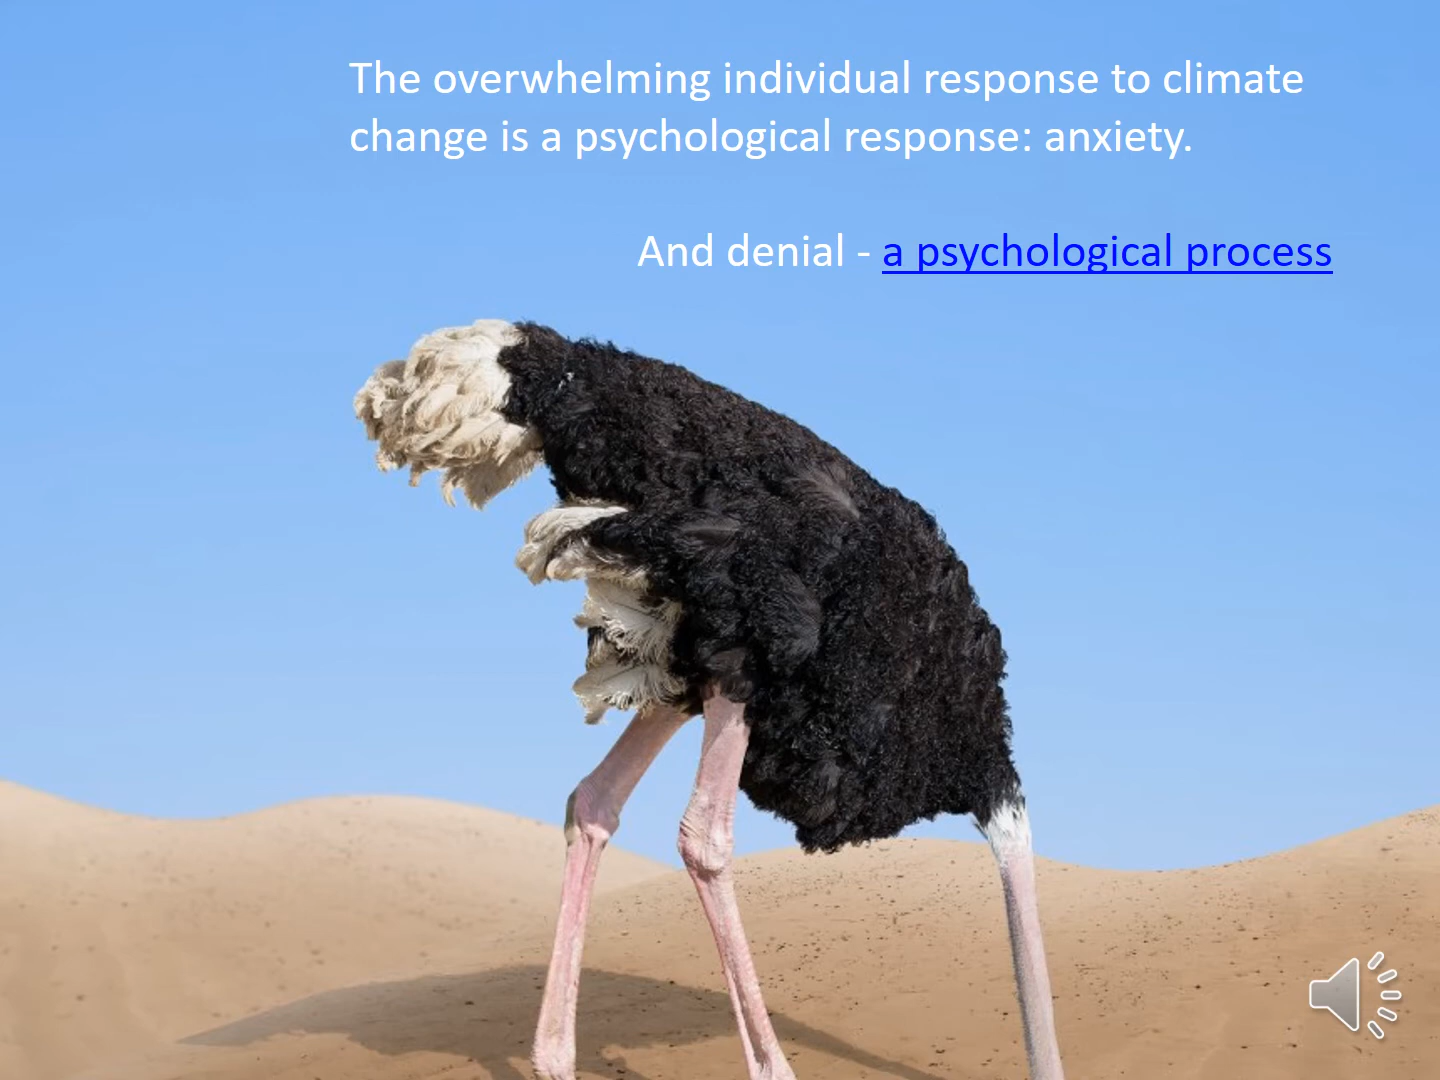 The overwhelming individual response to climate
change is a psychological response: anxiety.
And denial - a psychological process